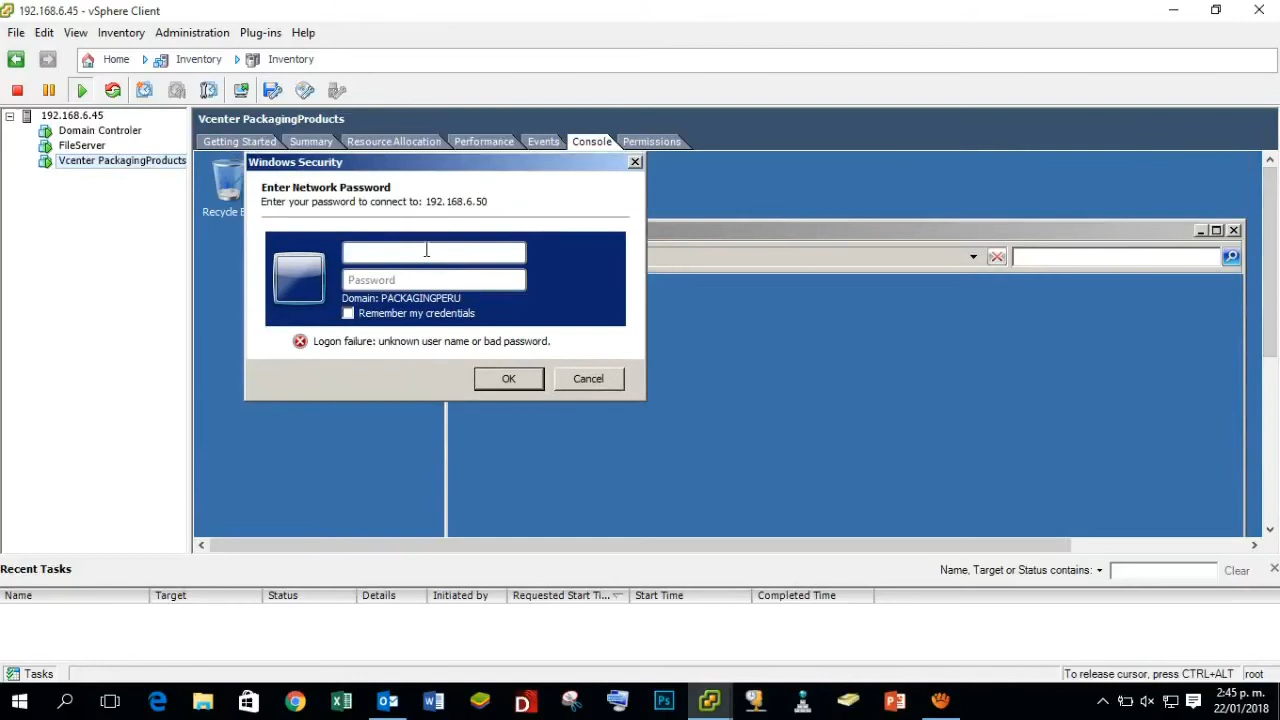 192.168.6.45 - vSphere Client
File Edit View Inventory Administration Plug-ins Help
Home Inventory Inventory
192.168.6.45
Domain Controler
FileServer
Vcenter PackagingProducts
Vcenter PackagingProducts
Getting Started Summary Resource Allocation Performance Events Console Permissions
Recycle B
Windows Security
Enter Network Password
Enter your password to connect to: 192.168.6.50
Password
Domain: PACKAGINGPERU
Remember my credentials
Logon failure: unknown user name or bad password.
OK Cancel
Recent Tasks
Name, Target or Status contains: Clear
Name Target Status Details Initiated by Requested Start Ti... Start Time Completed Time
Tasks
To release cursor, press CTRL+ALT root
2:45 p. m.
22/01/2018